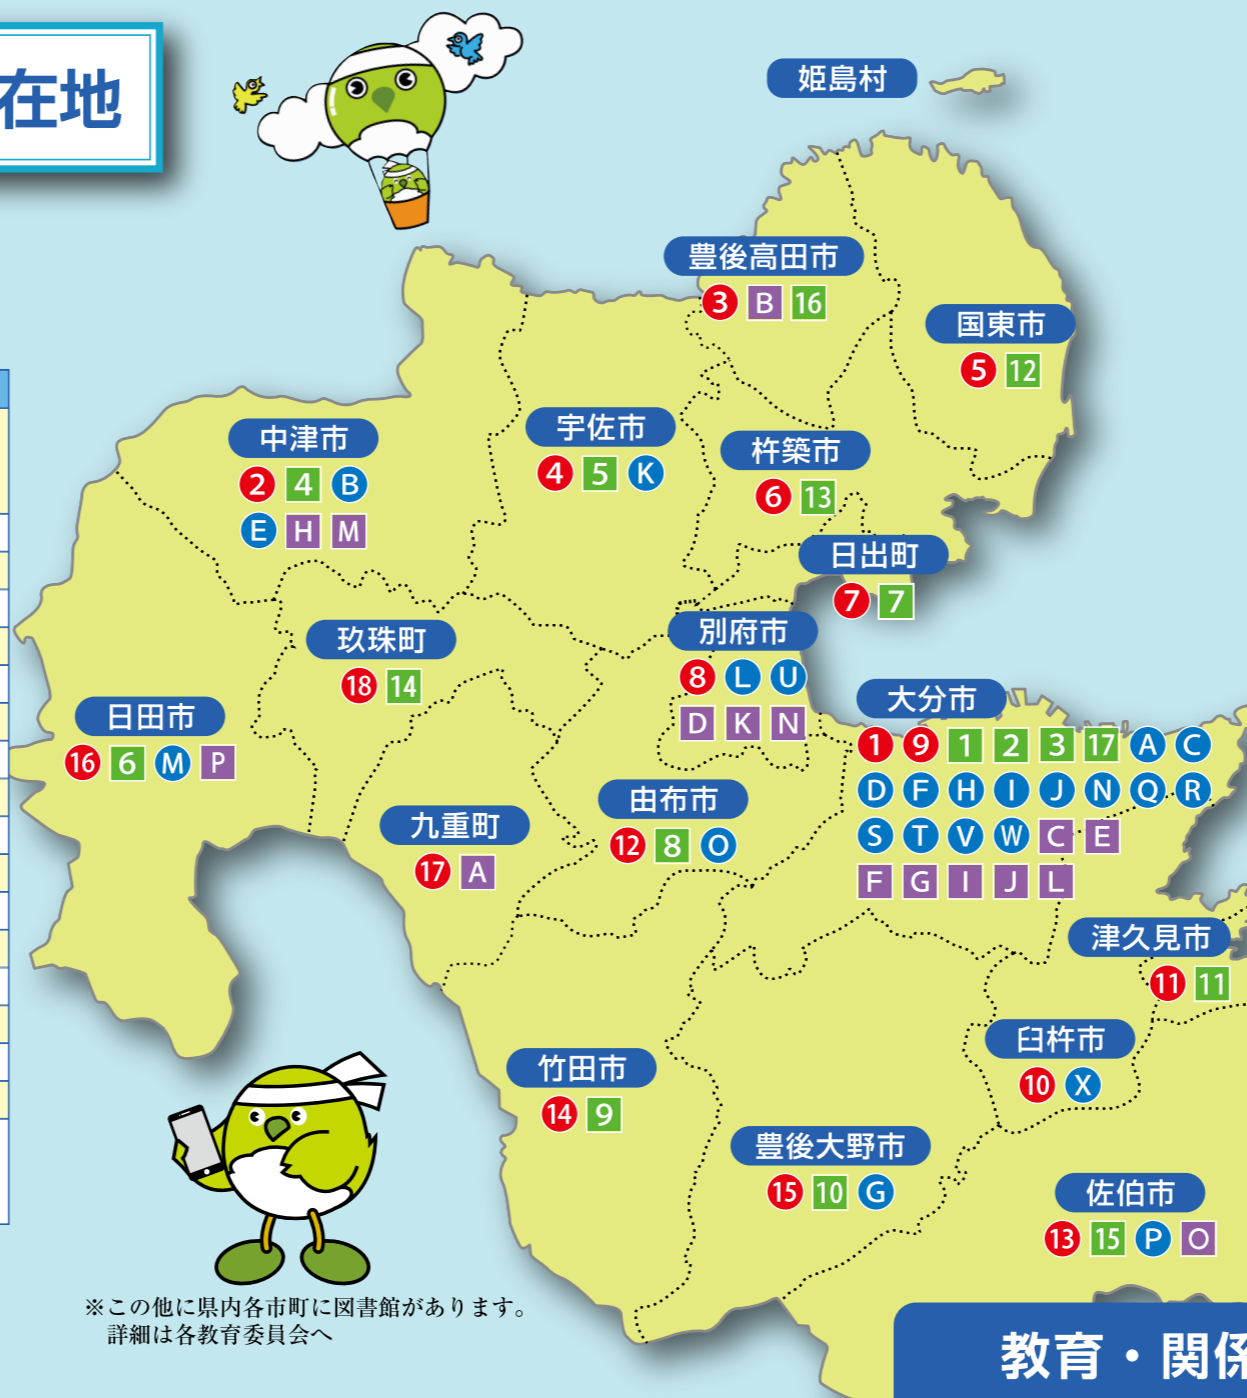 在地
姫島村
豊後高田市
3 B 16
国東市
5 12
中津市
2 4 B
E H M
宇佐市
4 5 K
杵築市
6 13
日出町
7 7
玖珠町
18 14
別府市
8 L U
D K N
日田市
16 6 M P
大分市
1 9 1 2 3 17 A C
D F H I J N Q R
S T V W C E
F G I J L
由布市
12 8 O
九重町
17 A
津久見市
11 11
臼杵市
10 X
竹田市
14 9
豊後大野市
15 10 G
佐伯市
13 15 P O
※この他に県内各市町に図書館があります。
詳細は各教育委員会へ
教育・関係